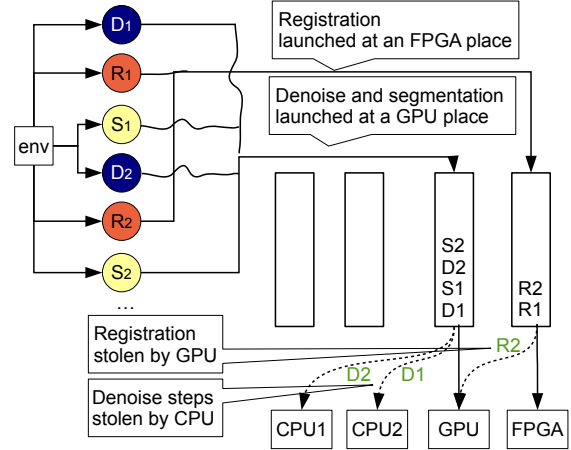 D1
Registration
launched at an FPGA place
R1
Denoise and segmentation
launched at a GPU place
S1
env
D2
R2
S2
...
S2
D2
S1
D1
R2
R1
Registration
stolen by GPU
R2
D2
D1
Denoise steps
stolen by CPU
CPU1
CPU2
GPU
FPGA